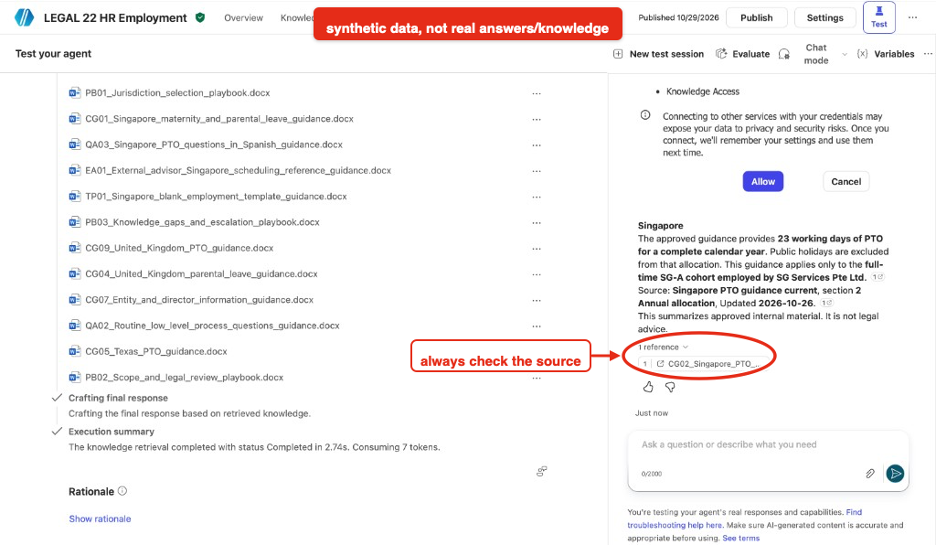 LEGAL 22 HR Employment
Overview
synthetic data, not real answers/knowledge
Published 10/29/2026
Publish
Settings
Test
Test your agent
New test session
Evaluate
Chat mode
Variables
PB01_Jurisdiction_selection_playbook.docx
CG01_Singapore_maternity_and_parental_leave_guidance.docx
QA03_Singapore_PTO_questions_in_Spanish_guidance.docx
EA01_External_advisor_Singapore_scheduling_reference_guidance.docx
TP01_Singapore_blank_employment_template_guidance.docx
PB03_Knowledge_gaps_and_escalation_playbook.docx
CG09_United_Kingdom_PTO_guidance.docx
CG04_United_Kingdom_parental_leave_guidance.docx
CG07_Entity_and_director_information_guidance.docx
QA02_Routine_low_level_process_questions_guidance.docx
CG05_Texas_PTO_guidance.docx
PB02_Scope_and_legal_review_playbook.docx
Crafting final response
Crafting the final response based on retrieved knowledge.
Execution summary
The knowledge retrieval completed with status Completed in 2.74s. Consuming 7 tokens.
Rationale
Show rationale
always check the source
• Knowledge Access
Connecting to other services with your credentials may
expose your data to privacy and security risks. Once you
connect, we'll remember your settings and use them
next time.
Allow
Cancel
Singapore
The approved guidance provides 23 working days of PTO
for a complete calendar year. Public holidays are excluded
from that allocation. This guidance applies only to the full-
time SG-A cohort employed by SG Services Pte Ltd. 1
Source: Singapore PTO guidance current, section 2
Annual allocation, Updated 2026-10-26. 1
This summarizes approved internal material. It is not legal
advice.
1 reference
1 CG02_Singapore_PTO_...
Just now
Ask a question or describe what you need
0/2000
You're testing your agent's real responses and capabilities. Find
troubleshooting help here. Make sure AI-generated content is accurate and
appropriate before using. See terms